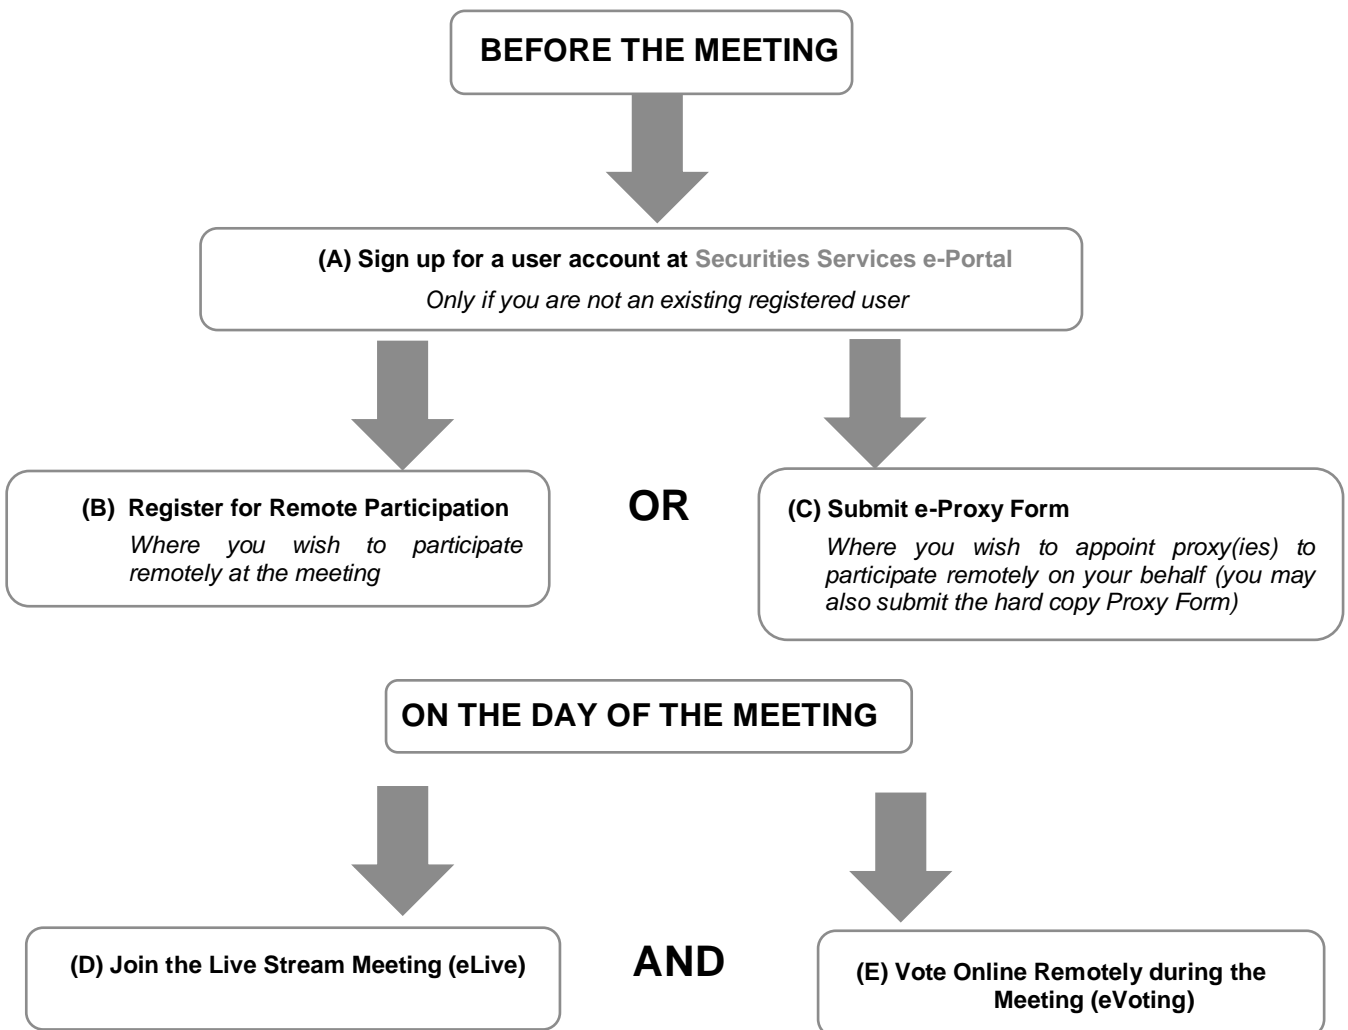 BEFORE THE MEETING
(A) Sign up for a user account at Securities Services e-Portal
Only if you are not an existing registered user
(B) Register for Remote Participation
Where you wish to participate
remotely at the meeting
OR
(C) Submit e-Proxy Form
Where you wish to appoint proxy(ies) to
participate remotely on your behalf (you may
also submit the hard copy Proxy Form)
ON THE DAY OF THE MEETING
(D) Join the Live Stream Meeting (eLive)
AND
(E) Vote Online Remotely during the
Meeting (eVoting)